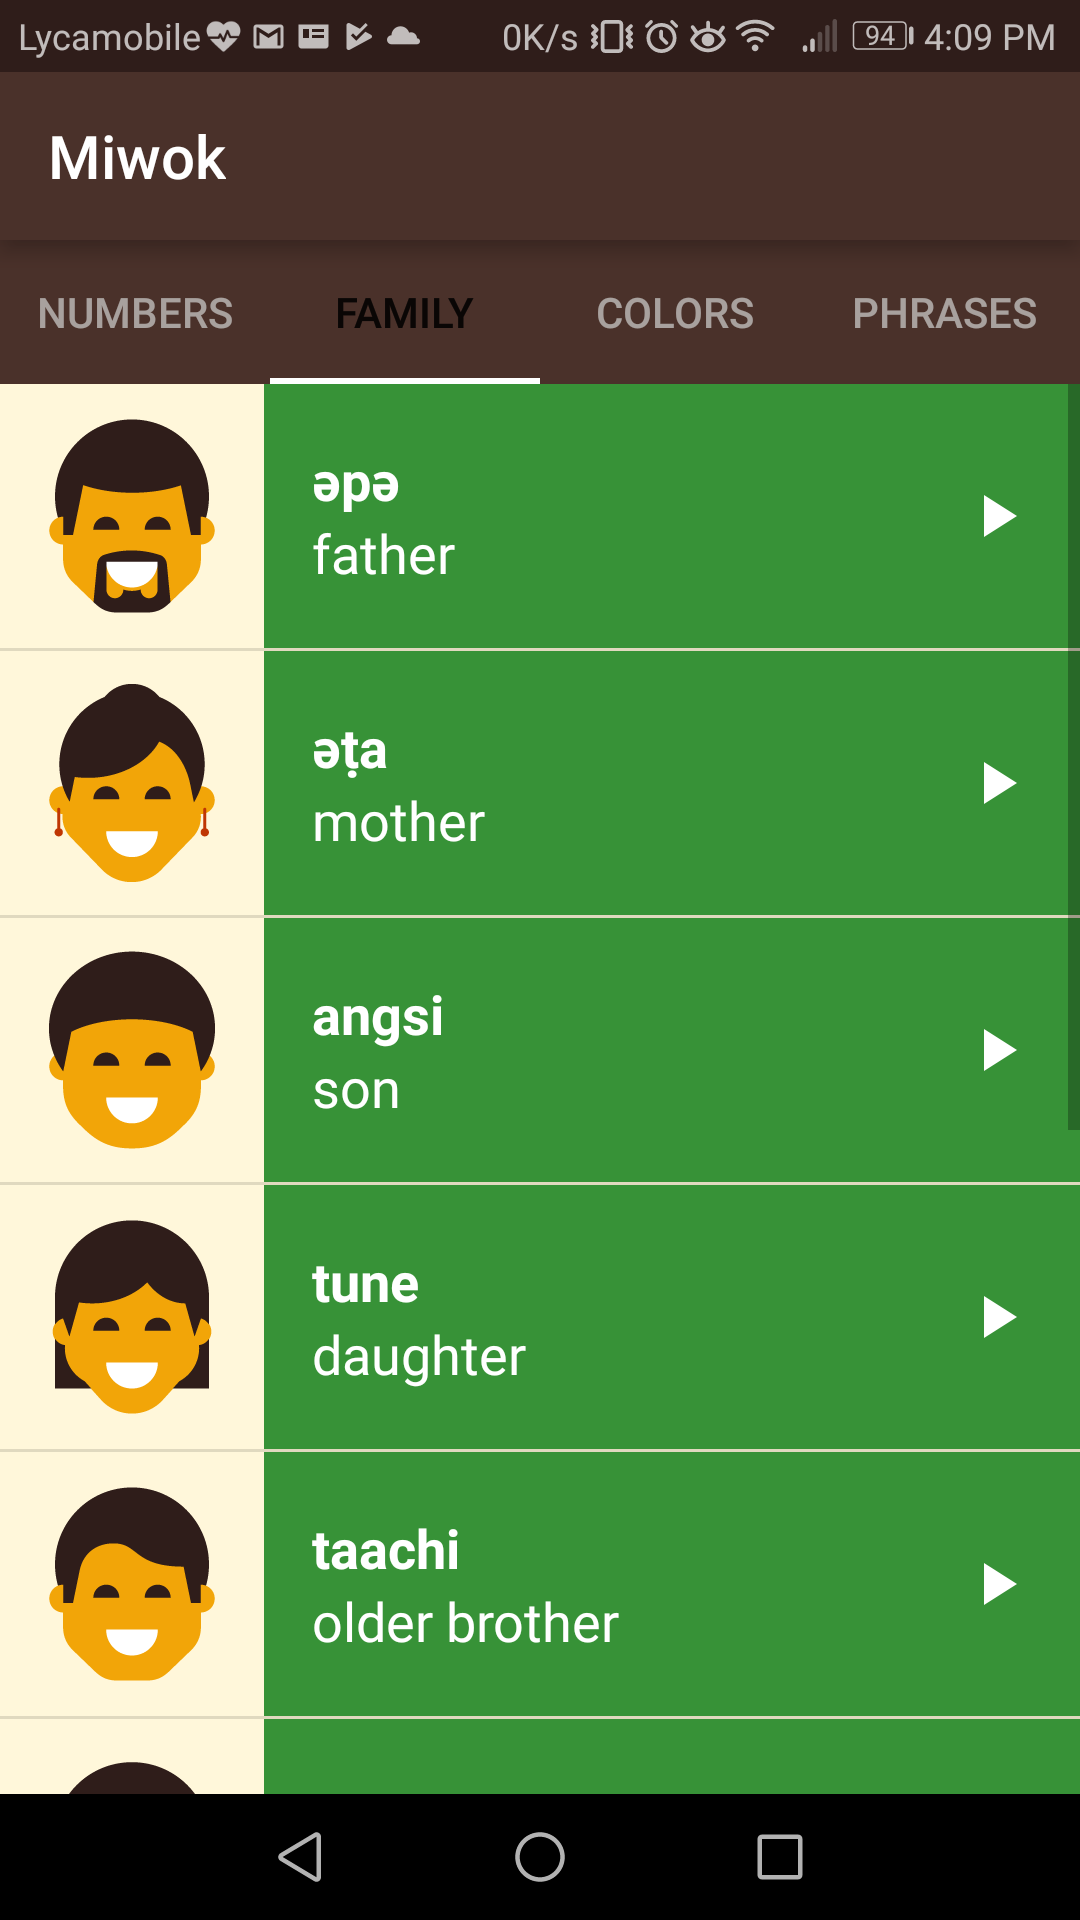 Lycamobile 0K/s 94 4:09 PM
Miwok
NUMBERS FAMILY COLORS PHRASES
əpə
father
əṭa
mother
angsi
son
tune
daughter
taachi
older brother